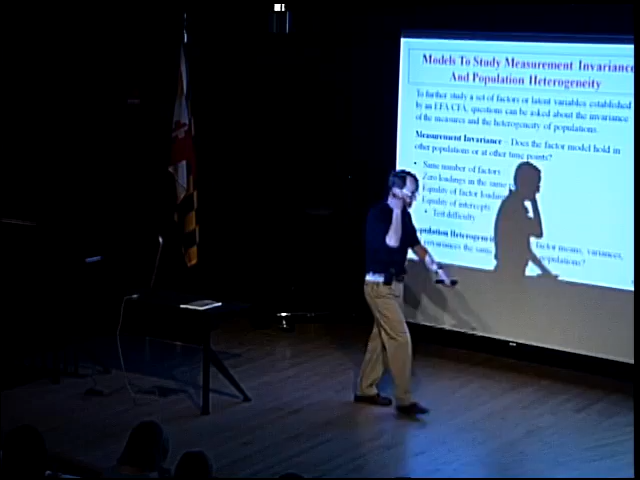 Models To Study Measurement Invariance
And Population Heterogeneity
To further study a set of factors or latent variables established
by an EFA/CFA, questions can be asked about the invariance
of the measures and the heterogeneity of populations.
Measurement Invariance – Does the factor model hold in
other populations or at other time points?
• Same number of factors
Zero loadings in the same
Equality of factor
Equality of intercepts
• Test difficulty
factor means, variances,
covariances the same populations?